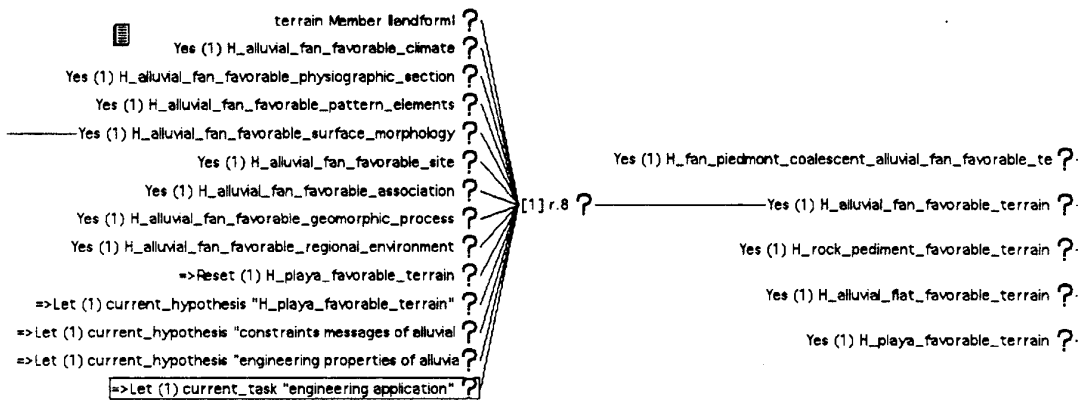 terrain Member |landform|
Yes (1) H_alluvial_fan_favorable_climate
Yes (1) H_alluvial_fan_favorable_physiographic_section
Yes (1) H_alluvial_fan_favorable_pattern_elements
Yes (1) H_alluvial_fan_favorable_surface_morphology
Yes (1) H_alluvial_fan_favorable_site
Yes (1) H_alluvial_fan_favorable_association
Yes (1) H_alluvial_fan_favorable_geomorphic_process
Yes (1) H_alluvial_fan_favorable_regional_environment
=>Reset (1) H_playa_favorable_terrain
=>Let (1) current_hypothesis "H_playa_favorable_terrain"
=>Let (1) current_hypothesis "constraints messages of alluvial
=>Let (1) current_hypothesis "engineering properties of alluvia
=>Let (1) current_task "engineering application"
[1] r.8 ?
Yes (1) H_fan_piedmont_coalescent_alluvial_fan_favorable_te ?
Yes (1) H_alluvial_fan_favorable_terrain ?
Yes (1) H_rock_pediment_favorable_terrain ?
Yes (1) H_alluvial_flat_favorable_terrain ?
Yes (1) H_playa_favorable_terrain ?